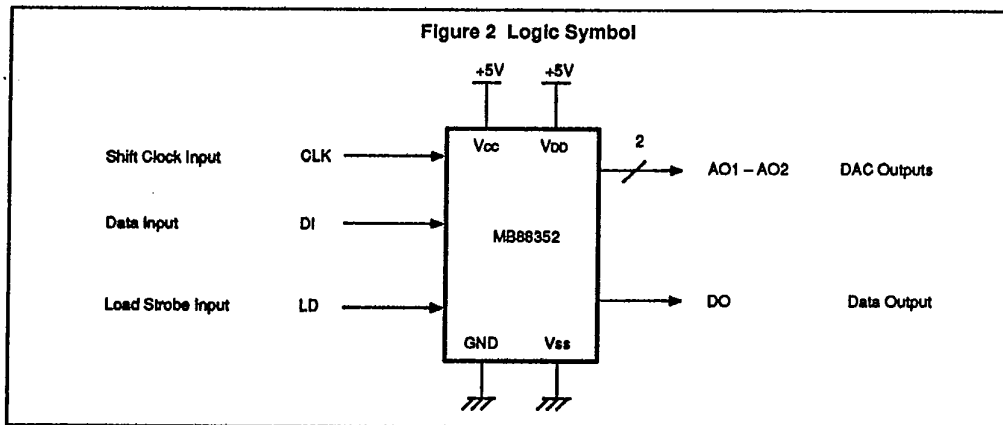 Figure 2 Logic Symbol
+5V +5V
VCC VDD
2
Shift Clock Input CLK AO1 – AO2 DAC Outputs
Data Input DI
MB88352
Load Strobe Input LD DO Data Output
GND Vss